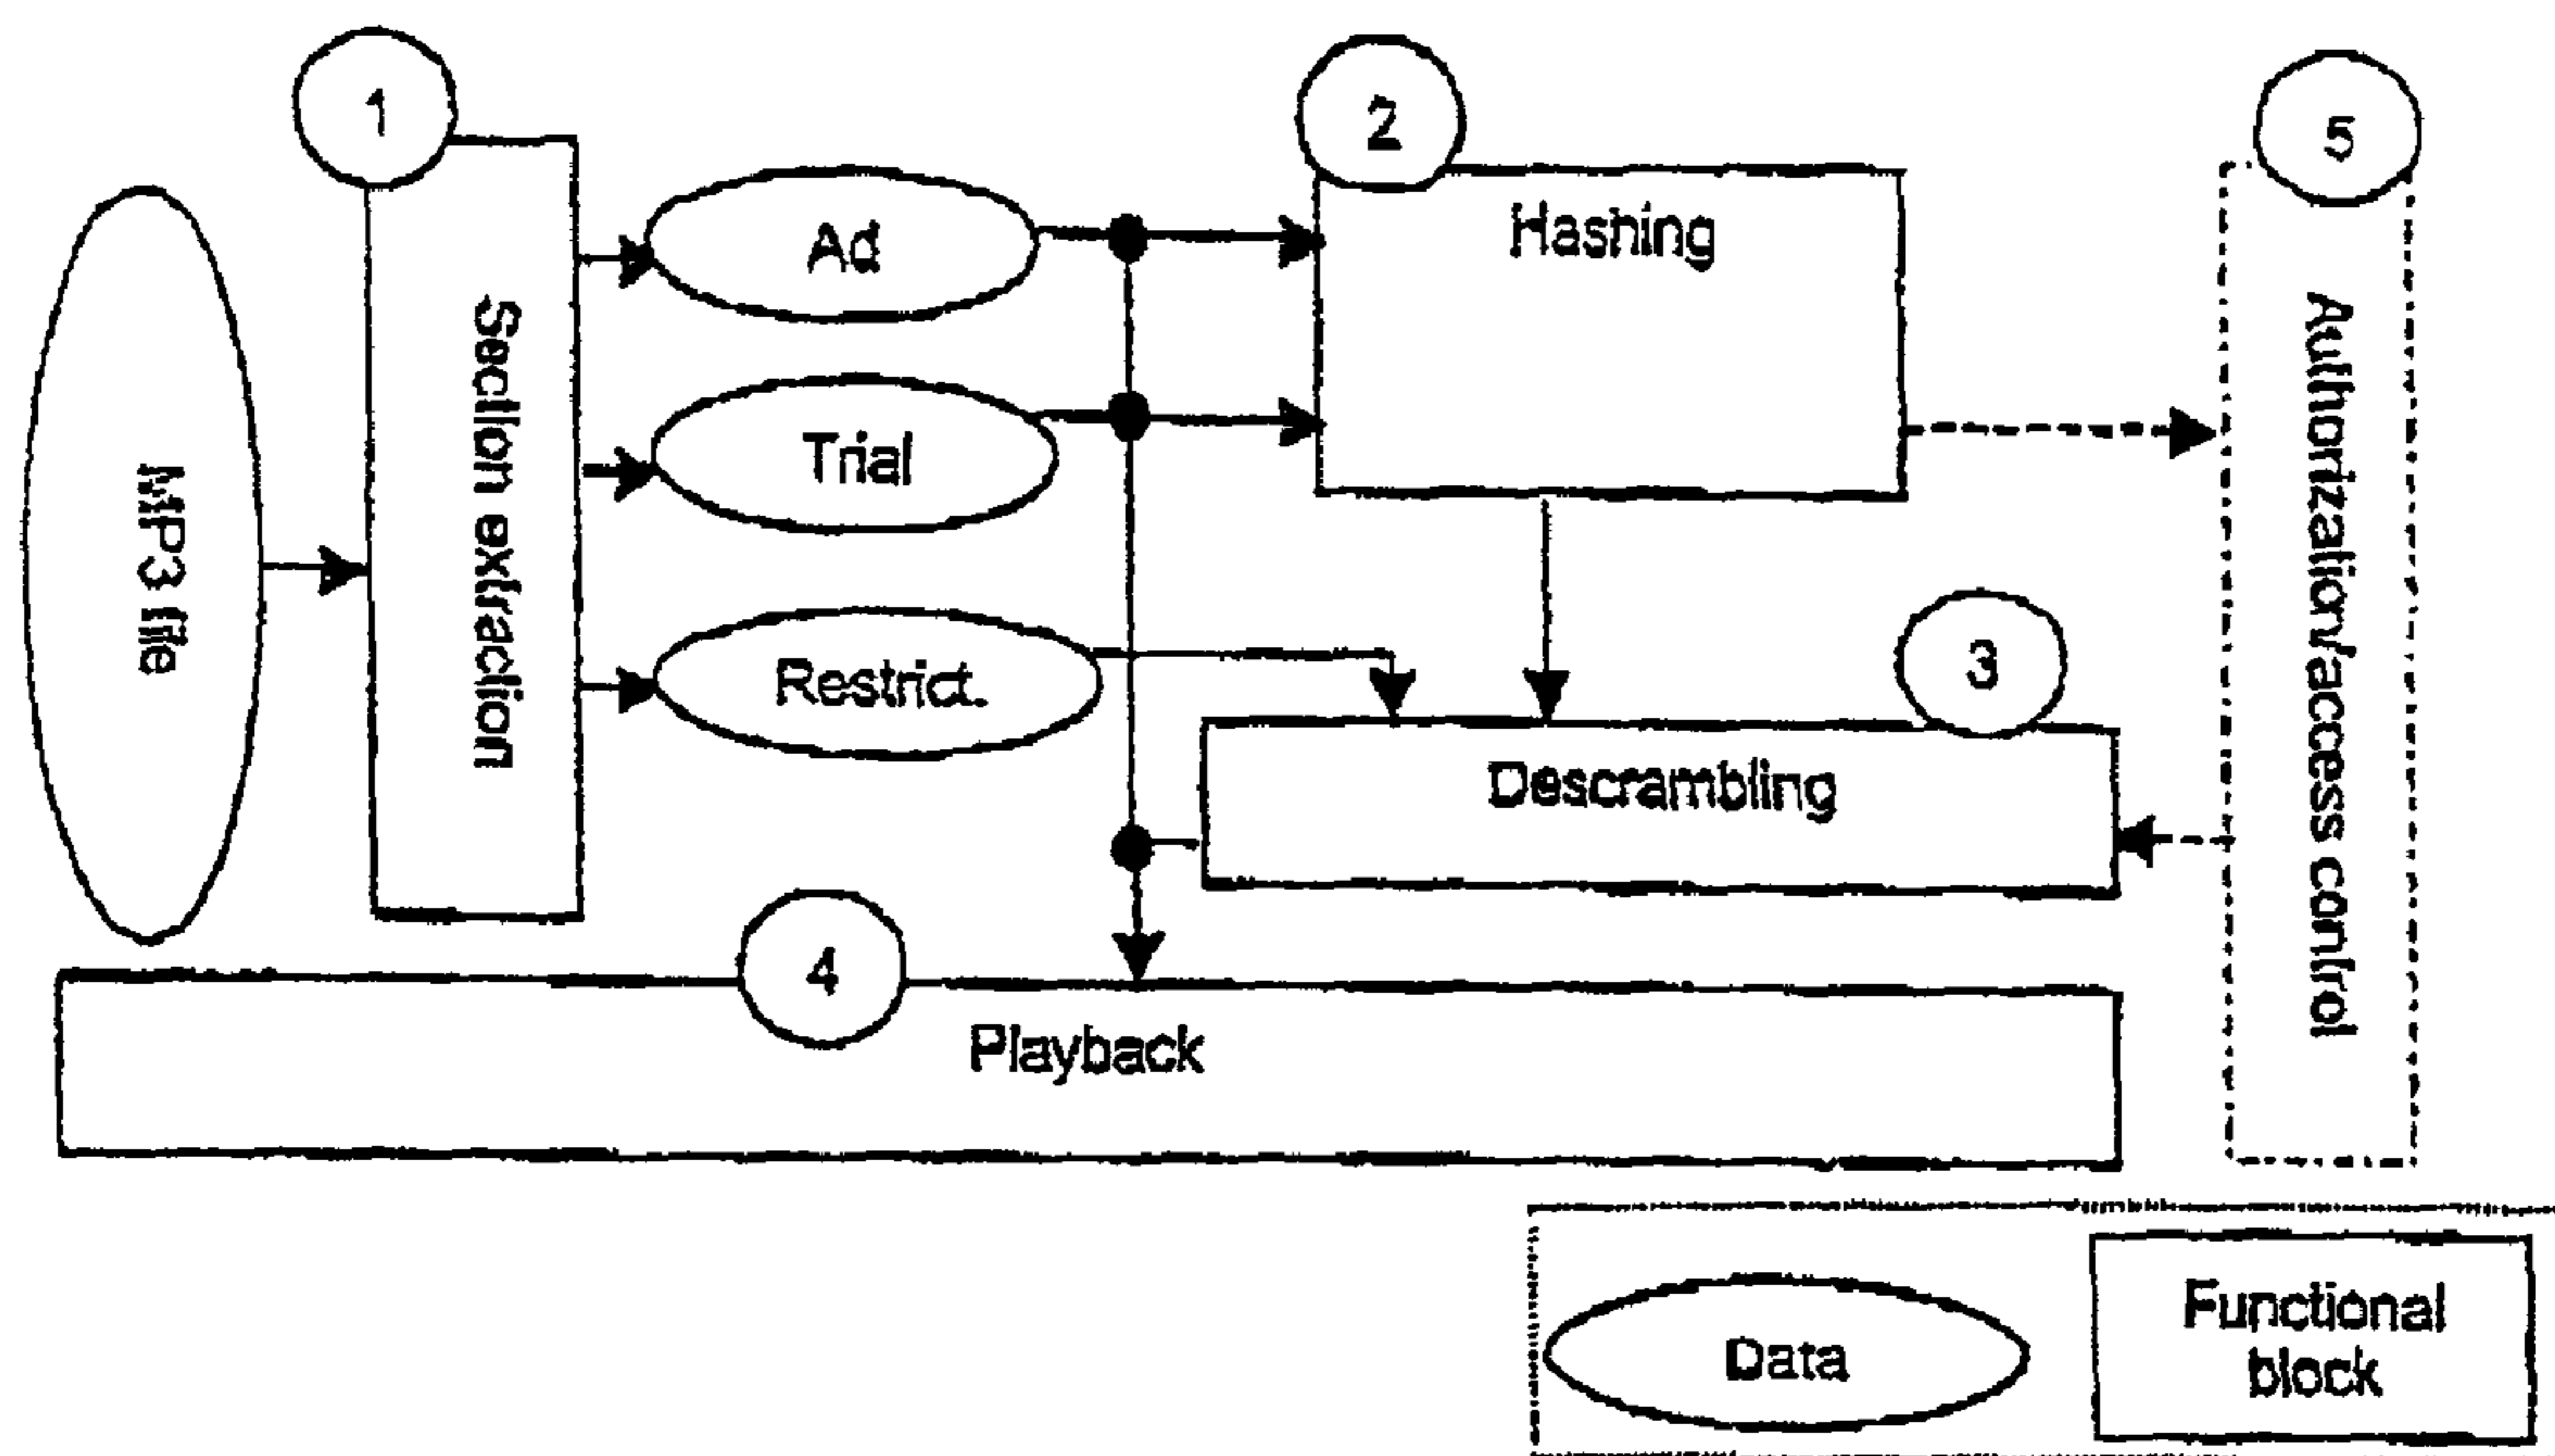 1
2
5
Ad
Hashing
MP3 file
Section extraction
Trial
Restrict.
3
Descrambling
Authorization/access control
4
Playback
Data
Functional
block